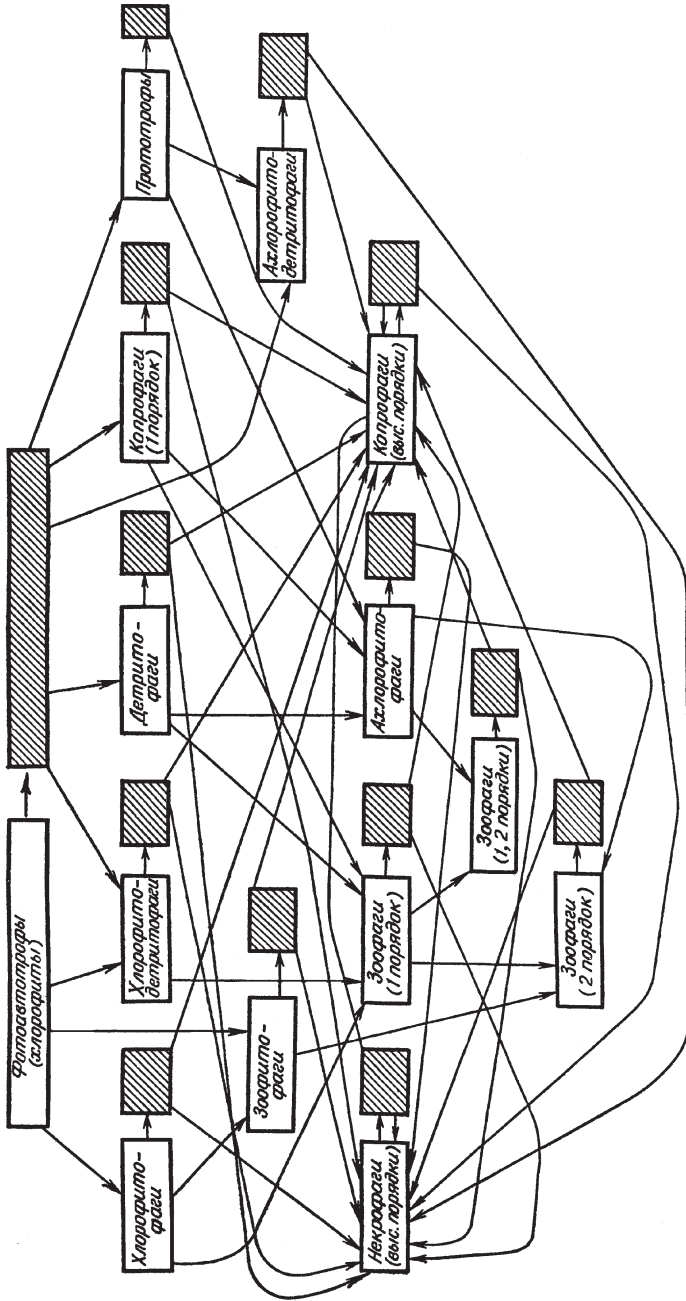 Фотоавтотрофы
(хлорофиты)
Хлорофито-
фаги
Хлорофито-
детритофаги
Детрито-
фаги
Копрофаги
(1 порядок)
Прототрофы
Зоофито-
фаги
Ахлорофито-
детритофаги
Некрофаги
(выс. порядки)
Зоофаги
(1 порядок)
Ахлорофито-
фаги
Копрофаги
(выс. порядки)
Зоофаги
(1, 2 порядки)
Зоофаги
(2 порядок)